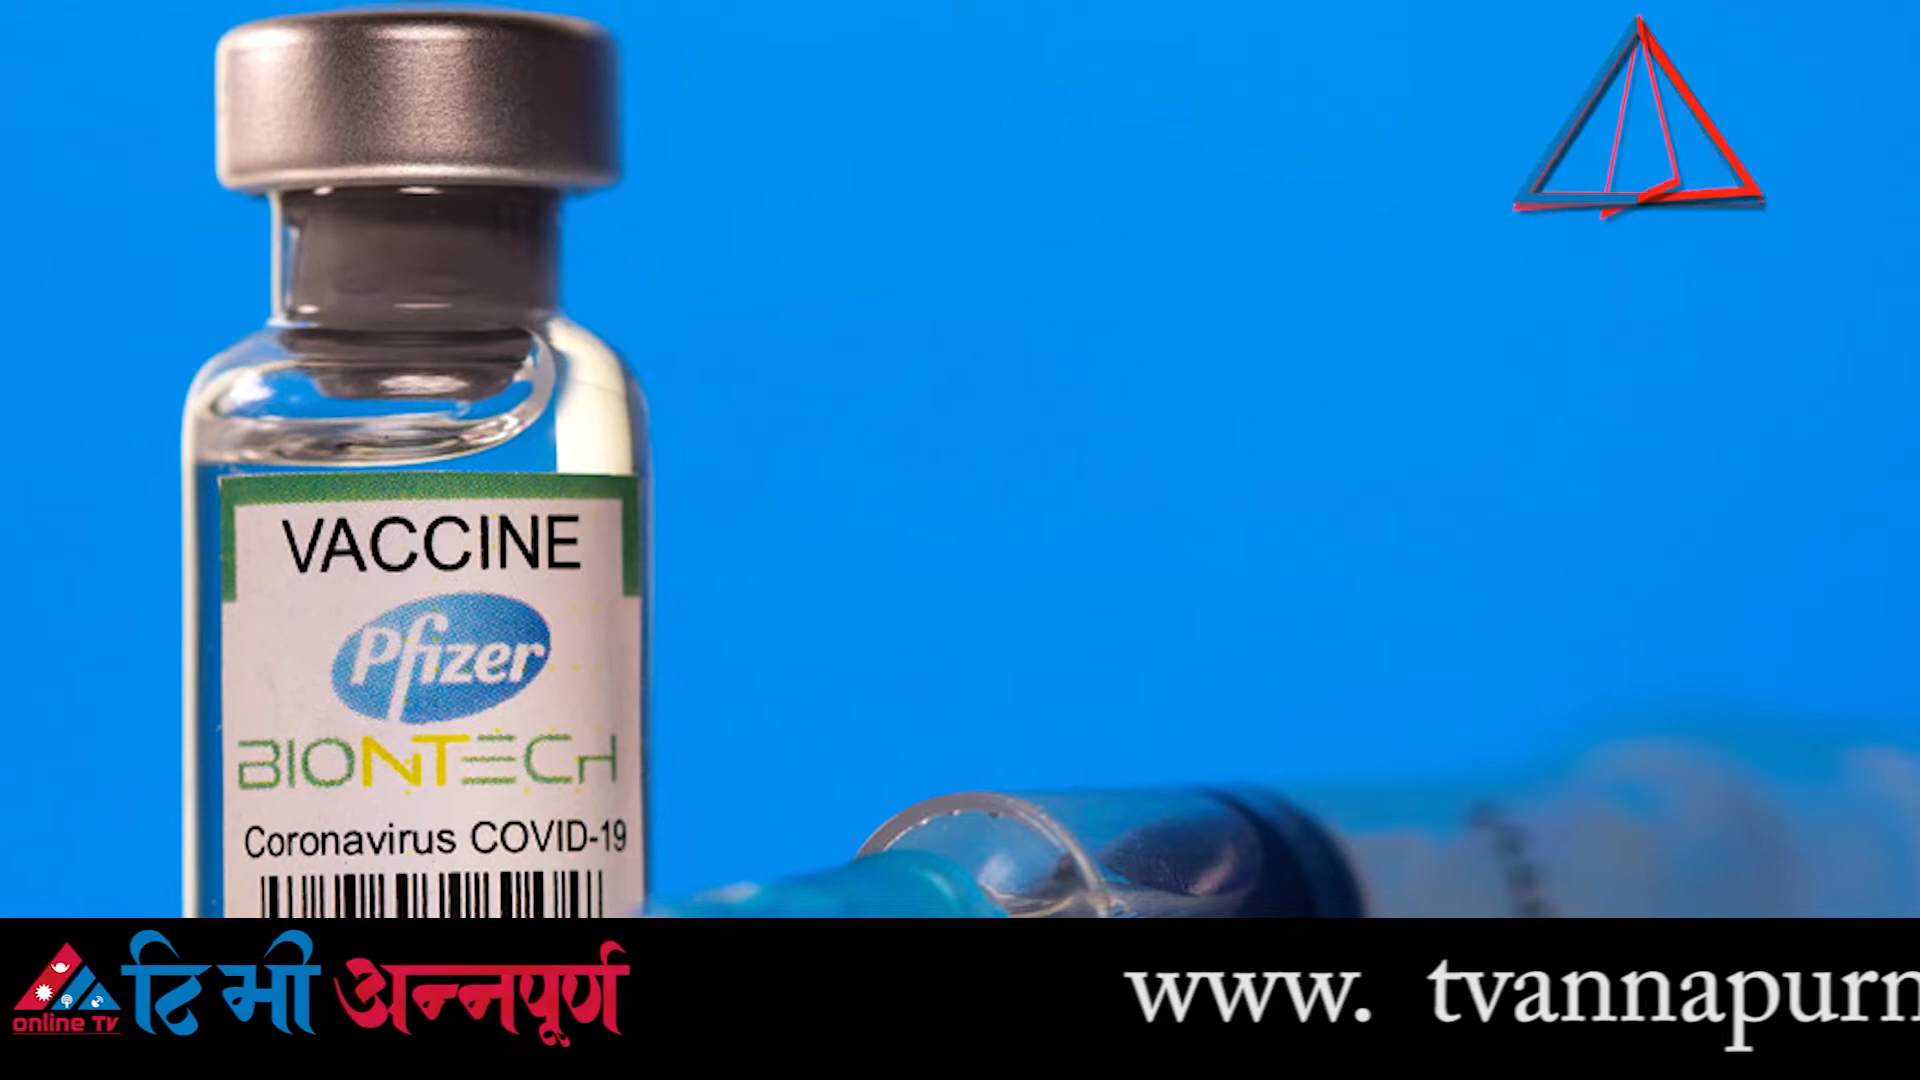 VACCINE
Pfizer
BIONTECH
Coronavirus COVID-19
online Tv
टिभी अन्नपूर्ण
www. tvannapurn